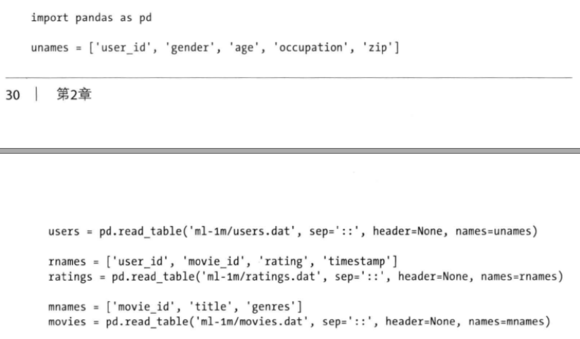 import pandas as pd
unames = ['user_id', 'gender', 'age', 'occupation', 'zip']
30 | 第2章
users = pd.read_table('ml-1m/users.dat', sep='::', header=None, names=unames)
rnames = ['user_id', 'movie_id', 'rating', 'timestamp']
ratings = pd.read_table('ml-1m/ratings.dat', sep='::', header=None, names=rnames)
mnames = ['movie_id', 'title', 'genres']
movies = pd.read_table('ml-1m/movies.dat', sep='::', header=None, names=mnames)